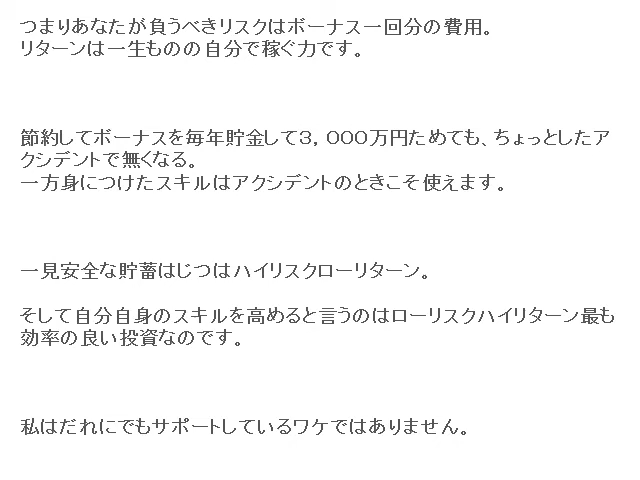 つまりあなたが負うべきリスクはボーナス一回分の費用。
リターンは一生ものの自分で稼ぐ力です。
節約してボーナスを毎年貯金して３，０００万円ためても、ちょっとしたア
クシデントで無くなる。
一方身につけたスキルはアクシデントのときこそ使えます。
一見安全な貯蓄はじつはハイリスクローリターン。
そして自分自身のスキルを高めると言うのはローリスクハイリターン最も
効率の良い投資なのです。
私はだれにでもサポートしているワケではありません。